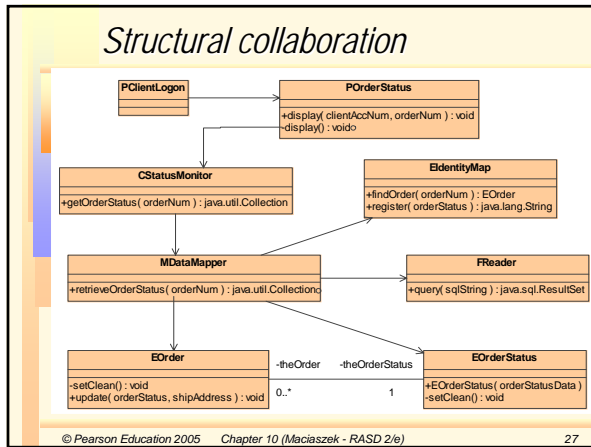 Structural collaboration
PClientLogon
POrderStatus
+display( clientAccNum, orderNum ) : void
-display() : void
CStatusMonitor
+getOrderStatus( orderNum ) : java.util.Collection
EIdentityMap
+findOrder( orderNum ) : EOrder
+register( orderStatus ) : java.lang.String
MDataMapper
+retrieveOrderStatus( orderNum ) : java.util.Collection
FReader
+query( sqlString ) : java.sql.ResultSet
EOrder
-setClean() : void
+update( orderStatus, shipAddress ) : void
-theOrder
-theOrderStatus
0..*
1
EOrderStatus
+EOrderStatus( orderStatusData )
-setClean() : void
© Pearson Education 2005 Chapter 10 (Maciaszek - RASD 2/e) 27